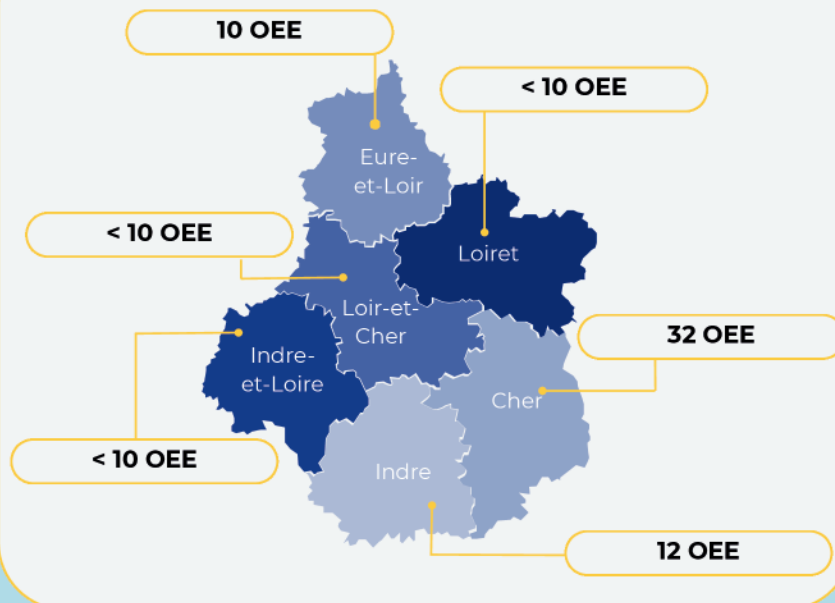 10 OEE
< 10 OEE
Eure-
et-Loir
< 10 OEE
Loiret
Loir-et-
Cher
32 OEE
Indre-
et-Loire
Cher
< 10 OEE
Indre
12 OEE